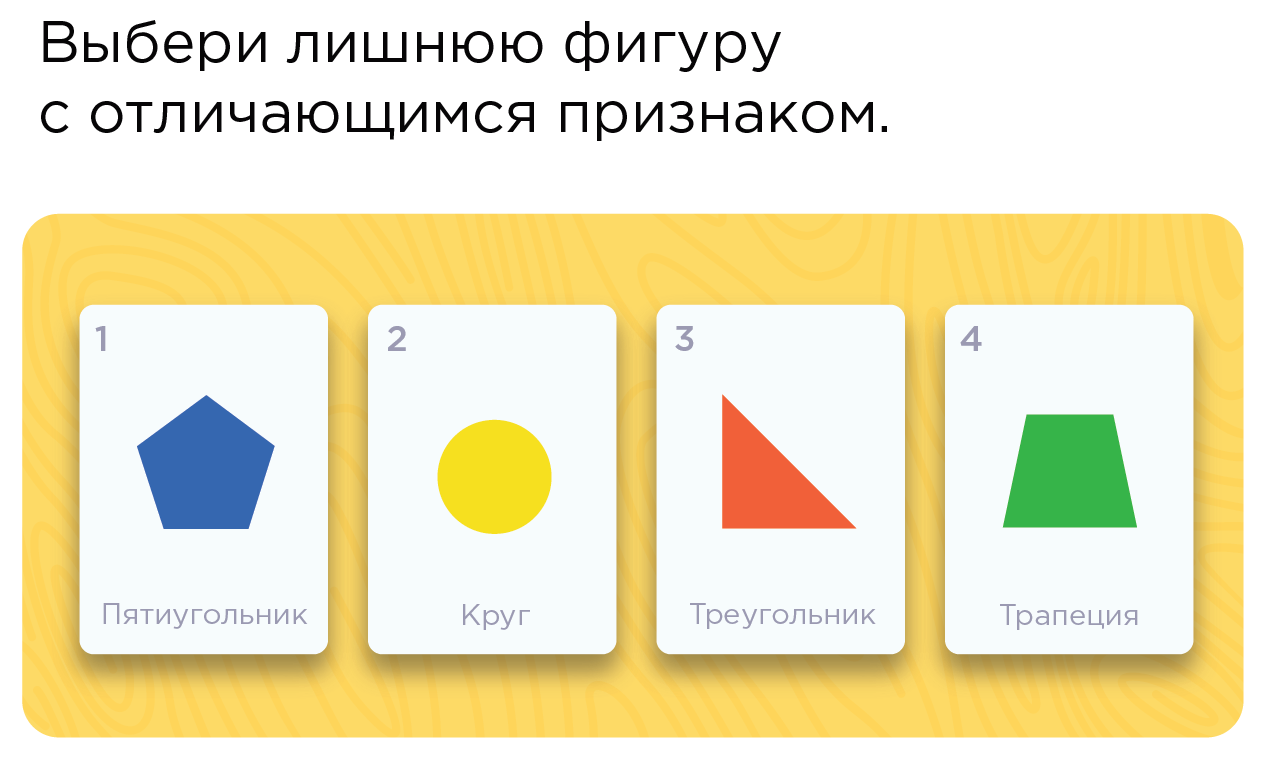 Выбери лишнюю фигуру
с отличающимся признаком.
1
2
3
4
Пятиугольник
Круг
Треугольник
Трапеция